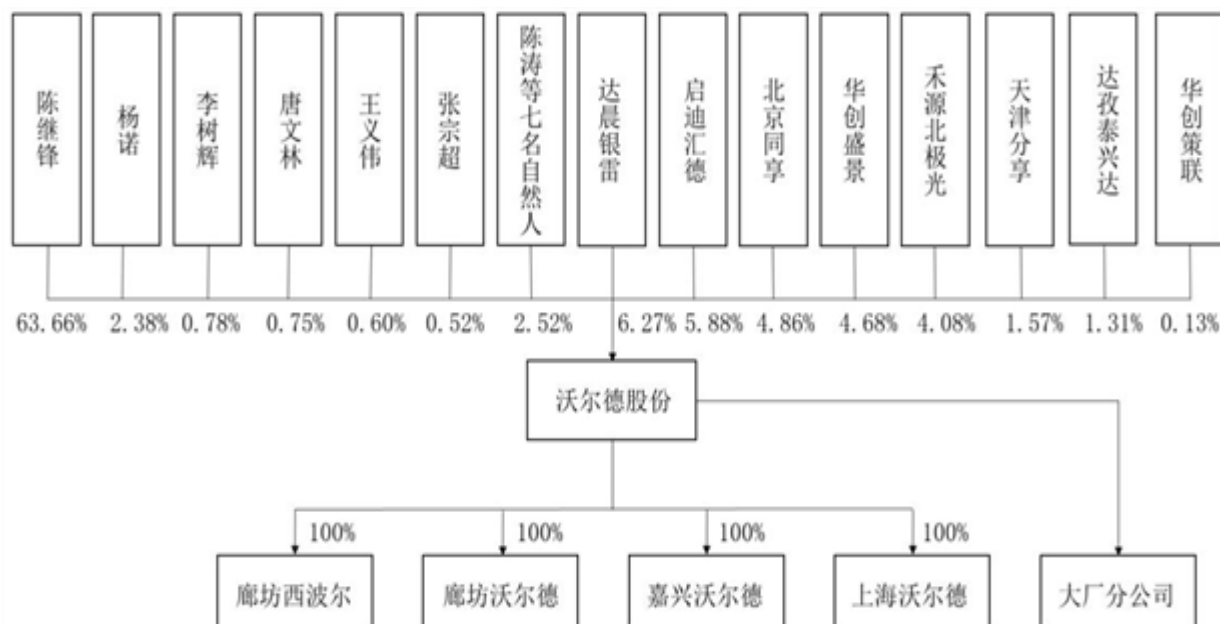 陈继锋
杨诺
李树辉
唐文林
王义伟
张宗超
陈涛等七名自然人
达晨银雷
启迪汇德
北京同享
华创盛景
禾源北极光
天津分享
达孜泰兴达
华创策联
63.66% 2.38% 0.78% 0.75% 0.60% 0.52% 2.52% 6.27% 5.88% 4.86% 4.68% 4.08% 1.57% 1.31% 0.13%
沃尔德股份
100% 100% 100% 100%
廊坊西波尔 廊坊沃尔德 嘉兴沃尔德 上海沃尔德 大厂分公司